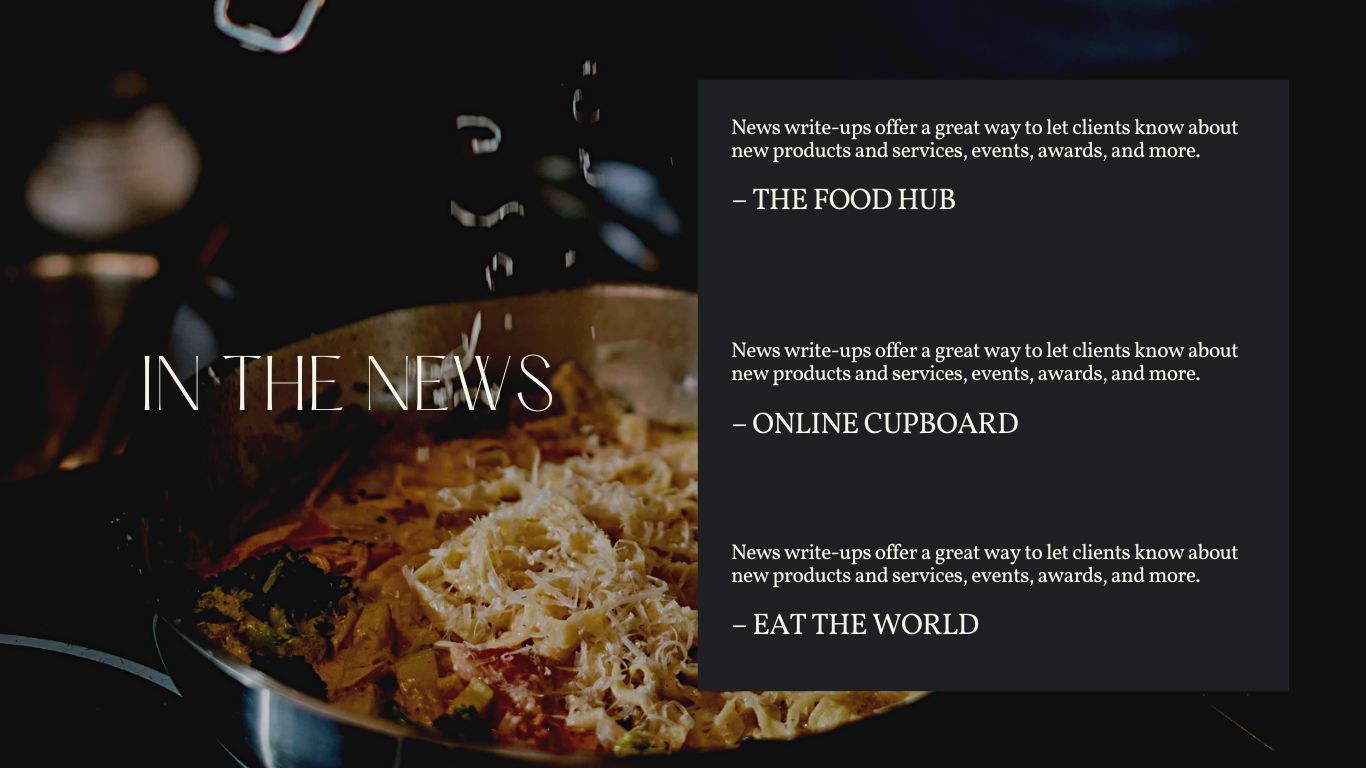 IN THE NEWS
News write-ups offer a great way to let clients know about
new products and services, events, awards, and more.
– THE FOOD HUB
News write-ups offer a great way to let clients know about
new products and services, events, awards, and more.
– ONLINE CUPBOARD
News write-ups offer a great way to let clients know about
new products and services, events, awards, and more.
– EAT THE WORLD